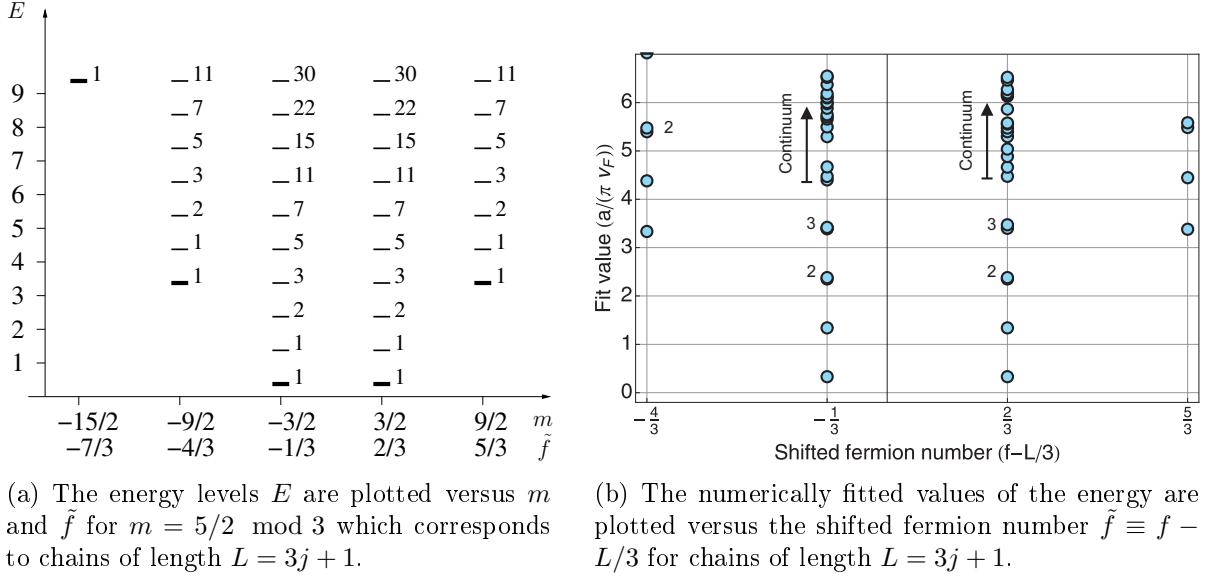 E
1 11 30 30 11
9
7 22 22 7
8
5 15 15 5
7
3 11 11 3
6
2 7 7 2
5
1 5 5 1
4
1 3 3 1
3
2 2
2
1 1
1
1 1
−15/2 −9/2 −3/2 3/2 9/2 m
−7/3 −4/3 −1/3 2/3 5/3 f̃
(a) The energy levels E are plotted versus m
and f̃ for m = 5/2 mod 3 which corresponds
to chains of length L = 3j + 1.
Fit value (a/(π v_F))
6
5
4
3
2
1
0
2
Continuum
3
2
Continuum
3
2
−4/3 −1/3 2/3 5/3
Shifted fermion number (f−L/3)
(b) The numerically fitted values of the energy are
plotted versus the shifted fermion number f̃ ≡ f −
L/3 for chains of length L = 3j + 1.